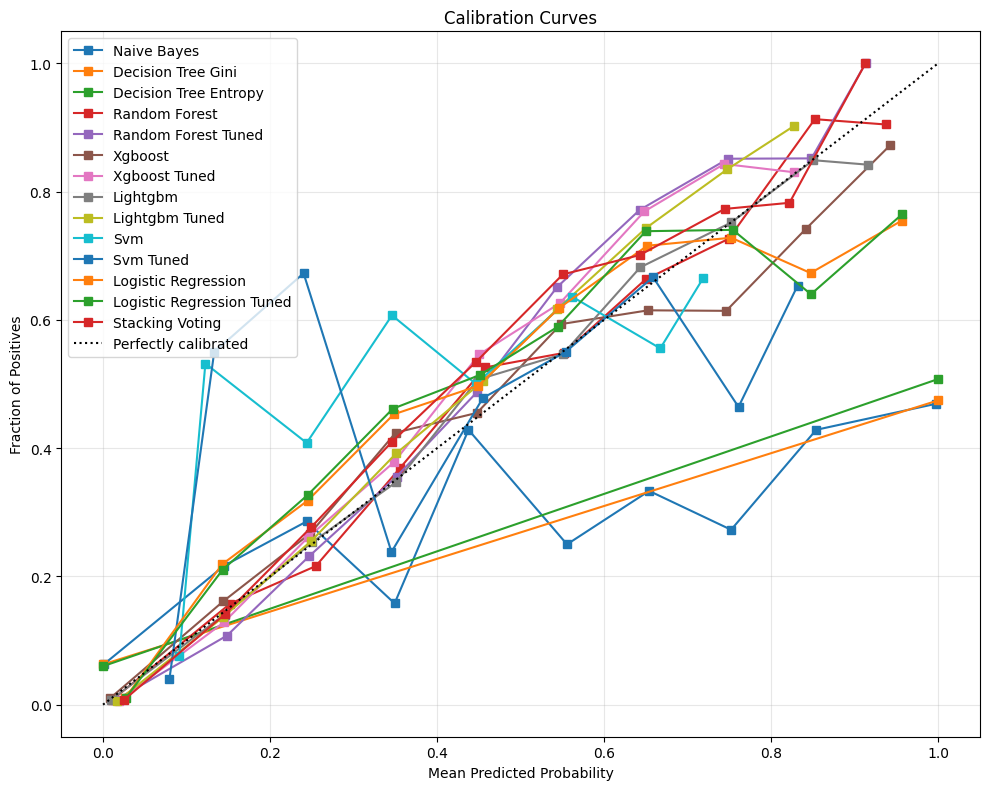 Calibration Curves
Naive Bayes
Decision Tree Gini
Decision Tree Entropy
Random Forest
Random Forest Tuned
Xgboost
Xgboost Tuned
Lightgbm
Lightgbm Tuned
Svm
Svm Tuned
Logistic Regression
Logistic Regression Tuned
Stacking Voting
Perfectly calibrated
Fraction of Positives
1.0
0.8
0.6
0.4
0.2
0.0
0.0 0.2 0.4 0.6 0.8 1.0
Mean Predicted Probability